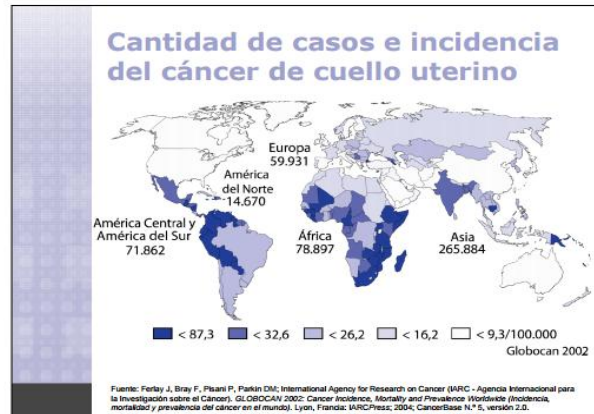 Cantidad de casos e incidencia
del cáncer de cuello uterino
Europa
59.931
América
del Norte
14.670
América Central y
América del Sur
71.862
África
78.897
Asia
265.884
< 87,3 < 32,6 < 26,2 < 16,2 < 9,3/100.000
Globocan 2002
Fuente: Ferlay J, Bray F, Pisani P, Parkin DM; International Agency for Research on Cancer (IARC - Agencia Internacional para
la Investigación sobre el Cáncer). GLOBOCAN 2002: Cancer Incidence, Mortality and Prevalence Worldwide (Incidencia,
mortalidad y prevalencia del cáncer en el mundo). Lyon, Francia: IARCPress; 2004; CancerBase N.º 5, versión 2.0.